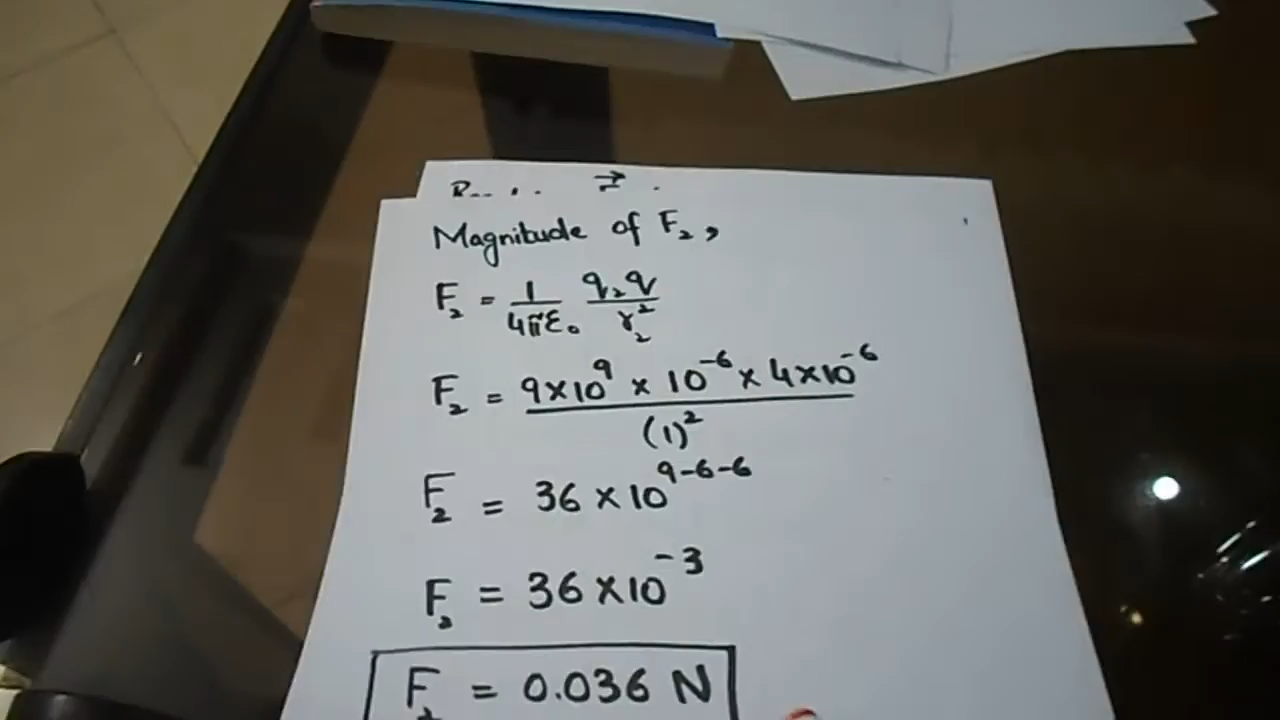 Magnitude of F₂,
F₂ = 1/4πε₀ q₂q/r₂²
F₂ = 9×10⁹ × 10⁻⁶ × 4×10⁻⁶/(1)²
F₂ = 36 × 10⁹⁻⁶⁻⁶
F₂ = 36 × 10⁻³
F₂ = 0.036 N